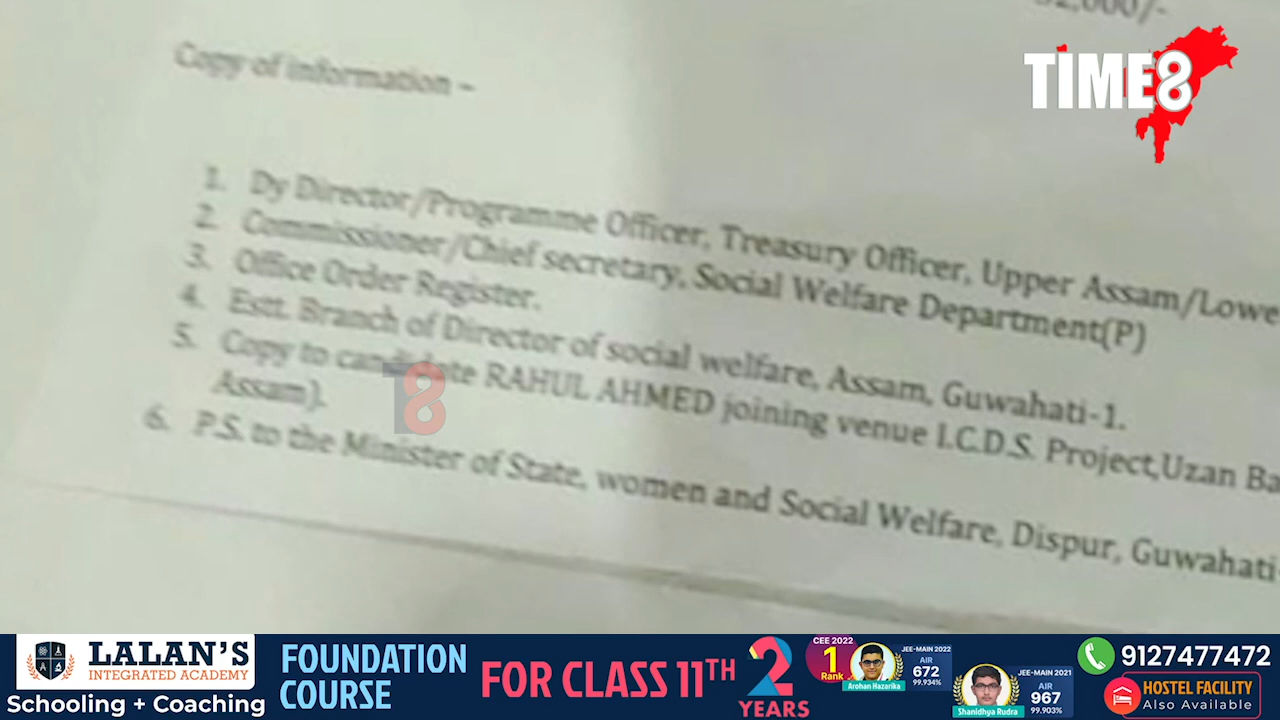 Copy of information -
1. Dy Director/Programme Officer, Treasury Officer, Upper Assam/Lowe
2. Commissioner/Chief secretary, Social Welfare Department(P)
3. Office Order Register.
4. Estt. Branch of Director of social welfare, Assam, Guwahati-1.
5. Copy to candidate RAHUL AHMED joining venue I.C.D.S. Project,Uzan Ba
Assam).
6. P.S. to the Minister of State, women and Social Welfare, Dispur, Guwahati-
TIME8
T8
LALAN'S
INTEGRATED ACADEMY
Schooling + Coaching
FOUNDATION
COURSE
FOR CLASS 11TH
2
YEARS
CEE 2022
1
Rank
Arohan Hazarika
JEE-MAIN 2022
AIR
672
99.934%
Shanidhya Rudra
JEE-MAIN 2021
AIR
967
99.903%
9127477472
HOSTEL FACILITY
Also Available